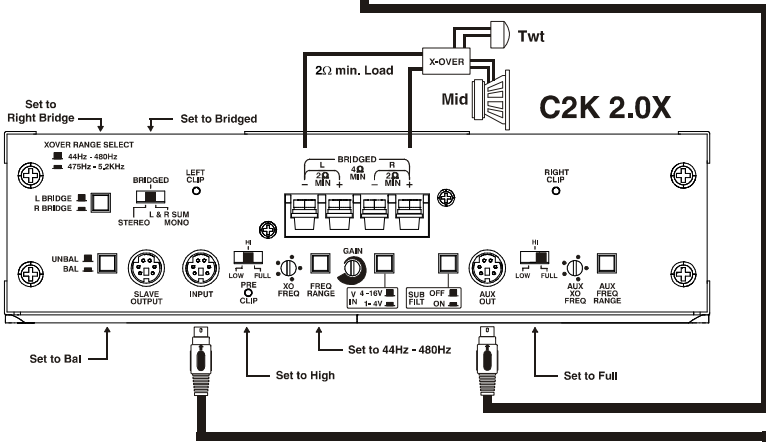 Twt
X-OVER
2Ω min. Load
Mid
C2K 2.0X
Set to
Right Bridge
Set to Bridged
XOVER RANGE SELECT
44Hz - 480Hz
475Hz - 5.2KHz
BRIDGED
L BRIDGE
R BRIDGE
STEREO
L & R SUM
MONO
LEFT
CLIP
BRIDGED
L
2Ω
MIN
4Ω
MIN
R
2Ω
MIN
– + – +
RIGHT
CLIP
UNBAL
BAL
SLAVE
OUTPUT
INPUT
HI
LOW FULL
PRE
CLIP
XO
FREQ
FREQ
RANGE
GAIN
V
IN
4 -16V
1- 4V
SUB
FILT
OFF
ON
AUX
OUT
HI
LOW FULL
AUX
XO
FREQ
AUX
FREQ
RANGE
Set to Bal
Set to High
Set to 44Hz - 480Hz
Set to Full